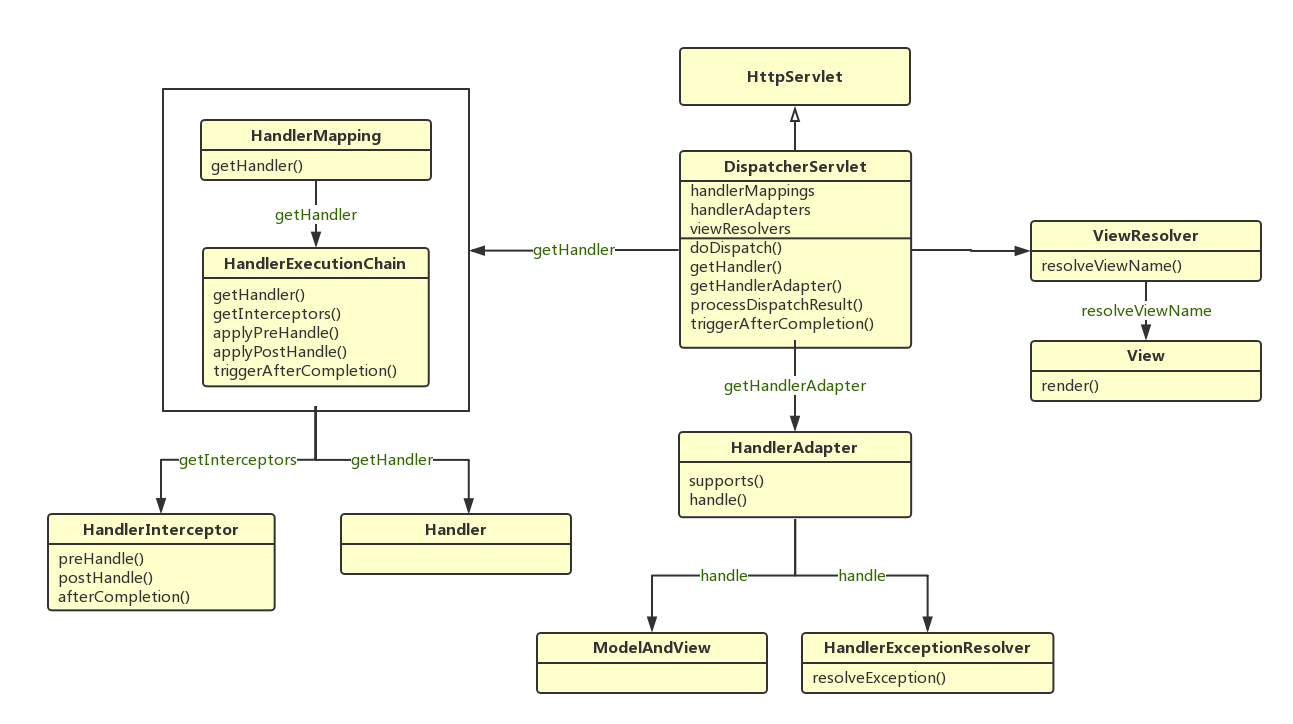 HttpServlet
HandlerMapping
getHandler()
getHandler
HandlerExecutionChain
getHandler()
getInterceptors()
applyPreHandle()
applyPostHandle()
triggerAfterCompletion()
getHandler
DispatcherServlet
handlerMappings
handlerAdapters
viewResolvers
doDispatch()
getHandler()
getHandlerAdapter()
processDispatchResult()
triggerAfterCompletion()
ViewResolver
resolveViewName()
resolveViewName
View
render()
getHandlerAdapter
HandlerAdapter
supports()
handle()
getInterceptors
getHandler
HandlerInterceptor
preHandle()
postHandle()
afterCompletion()
Handler
handle
handle
ModelAndView
HandlerExceptionResolver
resolveException()